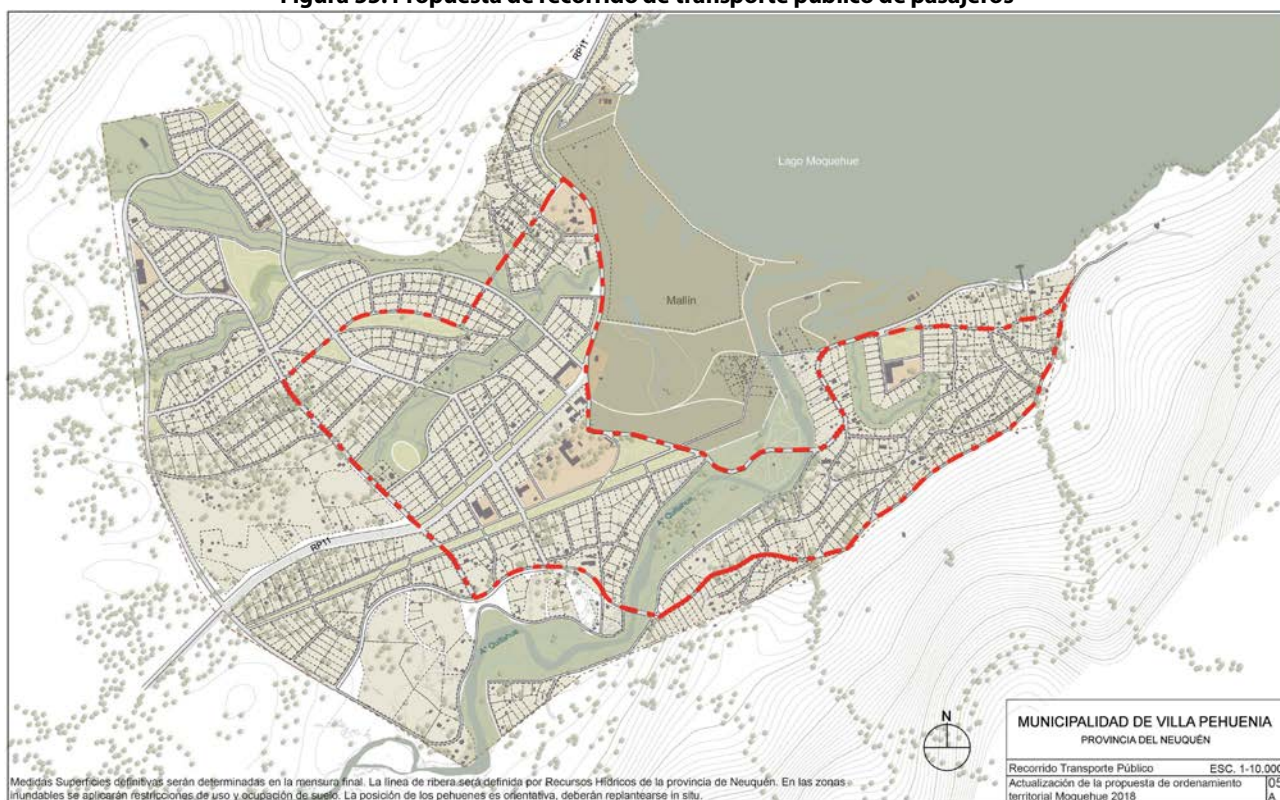 Figura 55. Propuesta de recorrido de transporte público de pasajeros
RP11
Lago Moquehue
Mallín
Aº Quillahue
RP11
Aº Quillahue
N
MUNICIPALIDAD DE VILLA PEHUENIA
PROVINCIA DEL NEUQUÉN
Recorrido Transporte Público ESC. 1-10.000
Actualización de la propuesta de ordenamiento 05
territorial Moquehue 2018 A
Medidas Superficies definitivas serán determinadas en la mensura final. La línea de ribera será definida por Recursos Hídricos de la provincia de Neuquén. En las zonas
inundables se aplicarán restricciones de uso y ocupación de suelo. La posición de los pehuenes es orientativa, deberán replantearse in situ.